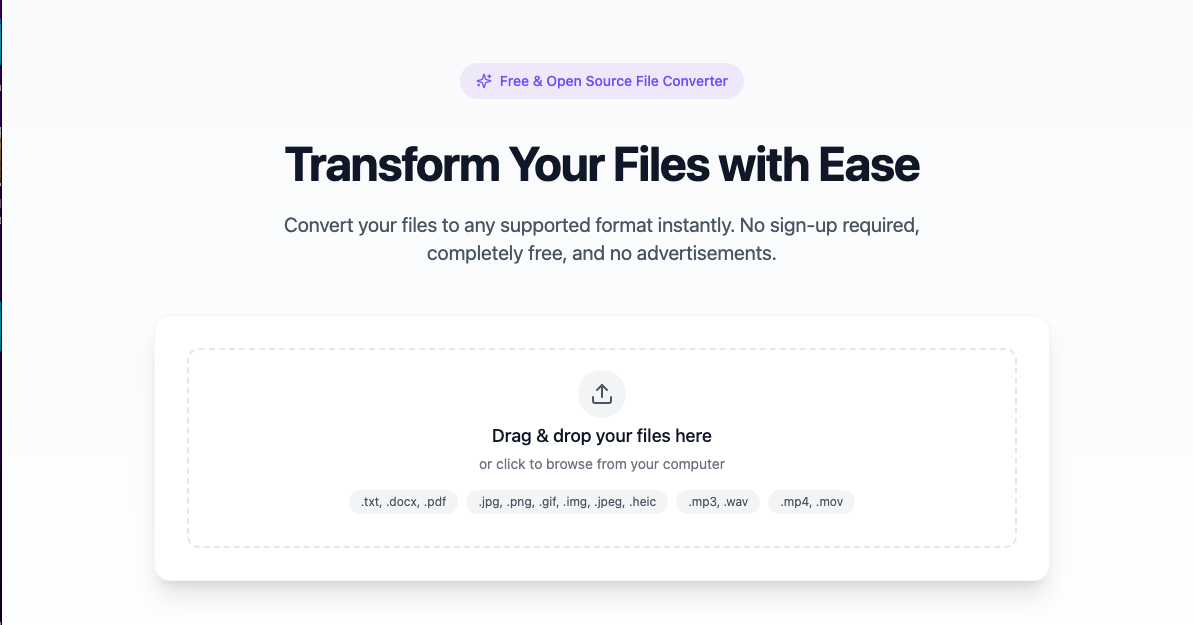 Free & Open Source File Converter
Transform Your Files with Ease
Convert your files to any supported format instantly. No sign-up required,
completely free, and no advertisements.
Drag & drop your files here
or click to browse from your computer
.txt, .docx, .pdf
.jpg, .png, .gif, .img, .jpeg, .heic
.mp3, .wav
.mp4, .mov